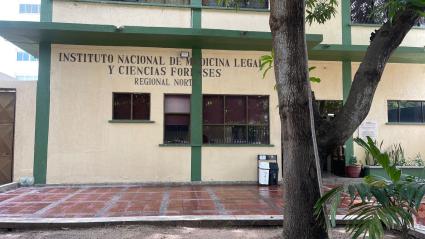 INSTITUTO NACIONAL DE MEDICINA LEGAL
Y CIENCIAS FORENSES
REGIONAL NORTE